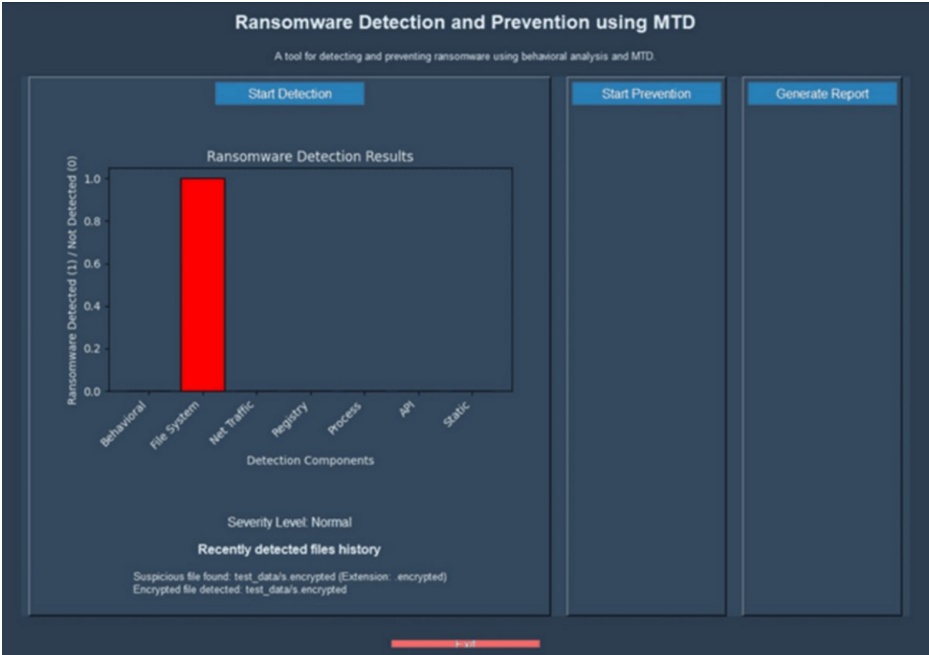 Ransomware Detection and Prevention using MTD
A tool for detecting and preventing ransomware using behavioral analysis and MTD.
Start Detection
Start Prevention
Generate Report
Ransomware Detection Results
Ransomware Detected (1) / Not Detected (0)
1.0
0.8
0.6
0.4
0.2
0.0
Behavioral
File System
Net Traffic
Registry
Process
API
Static
Detection Components
Severity Level: Normal
Recently detected files history
Suspicious file found: test_data/s.encrypted (Extension: .encrypted)
Encrypted file detected: test_data/s.encrypted